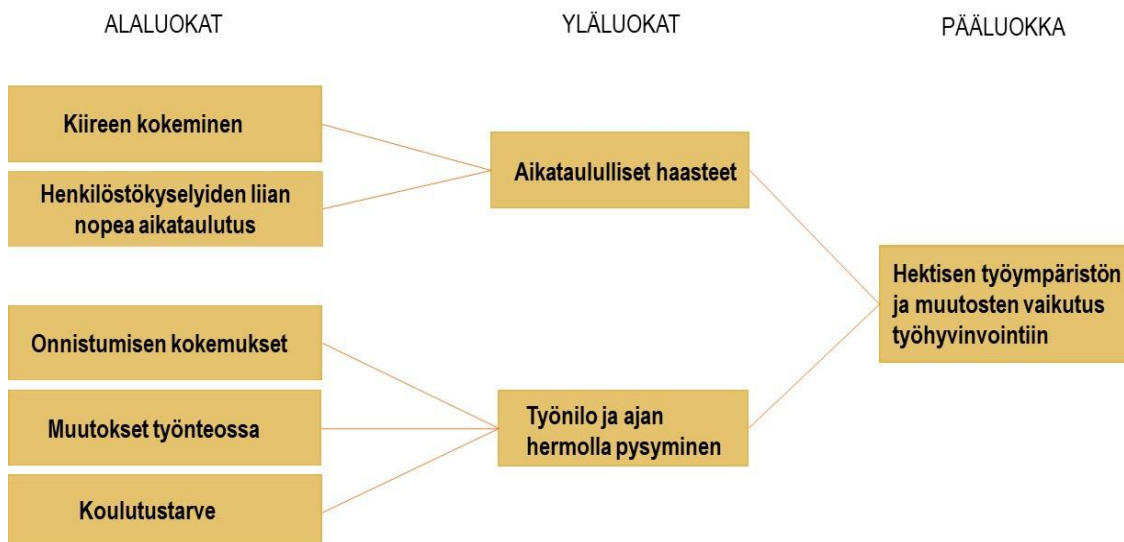 ALALUOKAT
YLÄLUOKAT
PÄÄLUOKKA
Kiireen kokeminen
Henkilöstökyselyiden liian
nopea aikataulutus
Aikataululliset haasteet
Onnistumisen kokemukset
Muutokset työnteossa
Koulutustarve
Työnilo ja ajan
hermolla pysyminen
Hektisen työympäristön
ja muutosten vaikutus
työhyvinvointiin